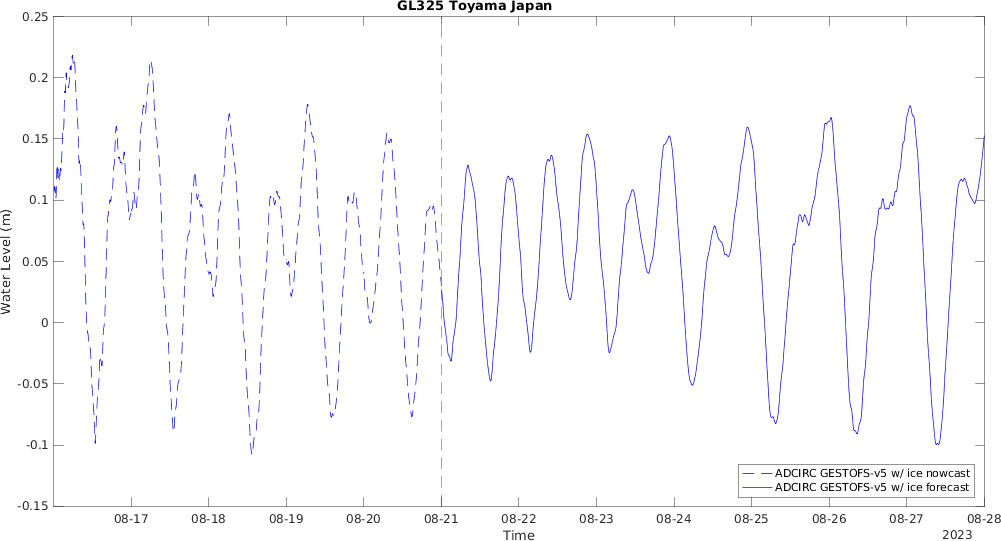 GL325 Toyama Japan
0.25
0.2
0.15
0.1
0.05
0
-0.05
-0.1
-0.15
Water Level (m)
08-17 08-18 08-19 08-20 08-21 08-22 08-23 08-24 08-25 08-26 08-27 08-28
Time
2023
ADCIRC GESTOFS-v5 w/ ice nowcast
ADCIRC GESTOFS-v5 w/ ice forecast